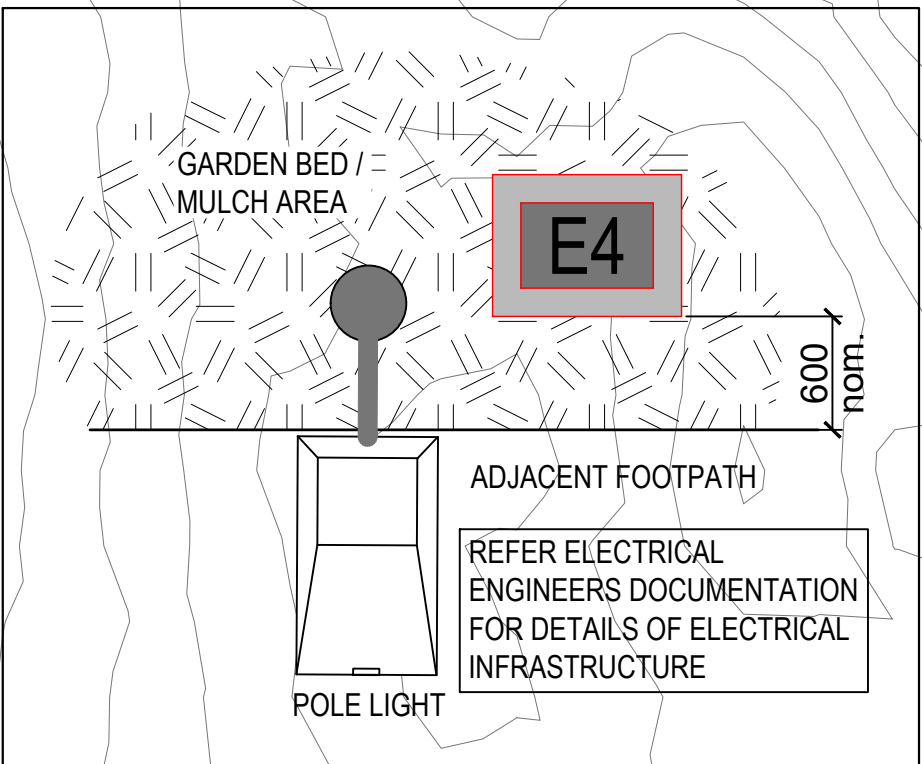 GARDEN BED /
MULCH AREA
E4
600
nom.
ADJACENT FOOTPATH
REFER ELECTRICAL
ENGINEERS DOCUMENTATION
FOR DETAILS OF ELECTRICAL
INFRASTRUCTURE
POLE LIGHT